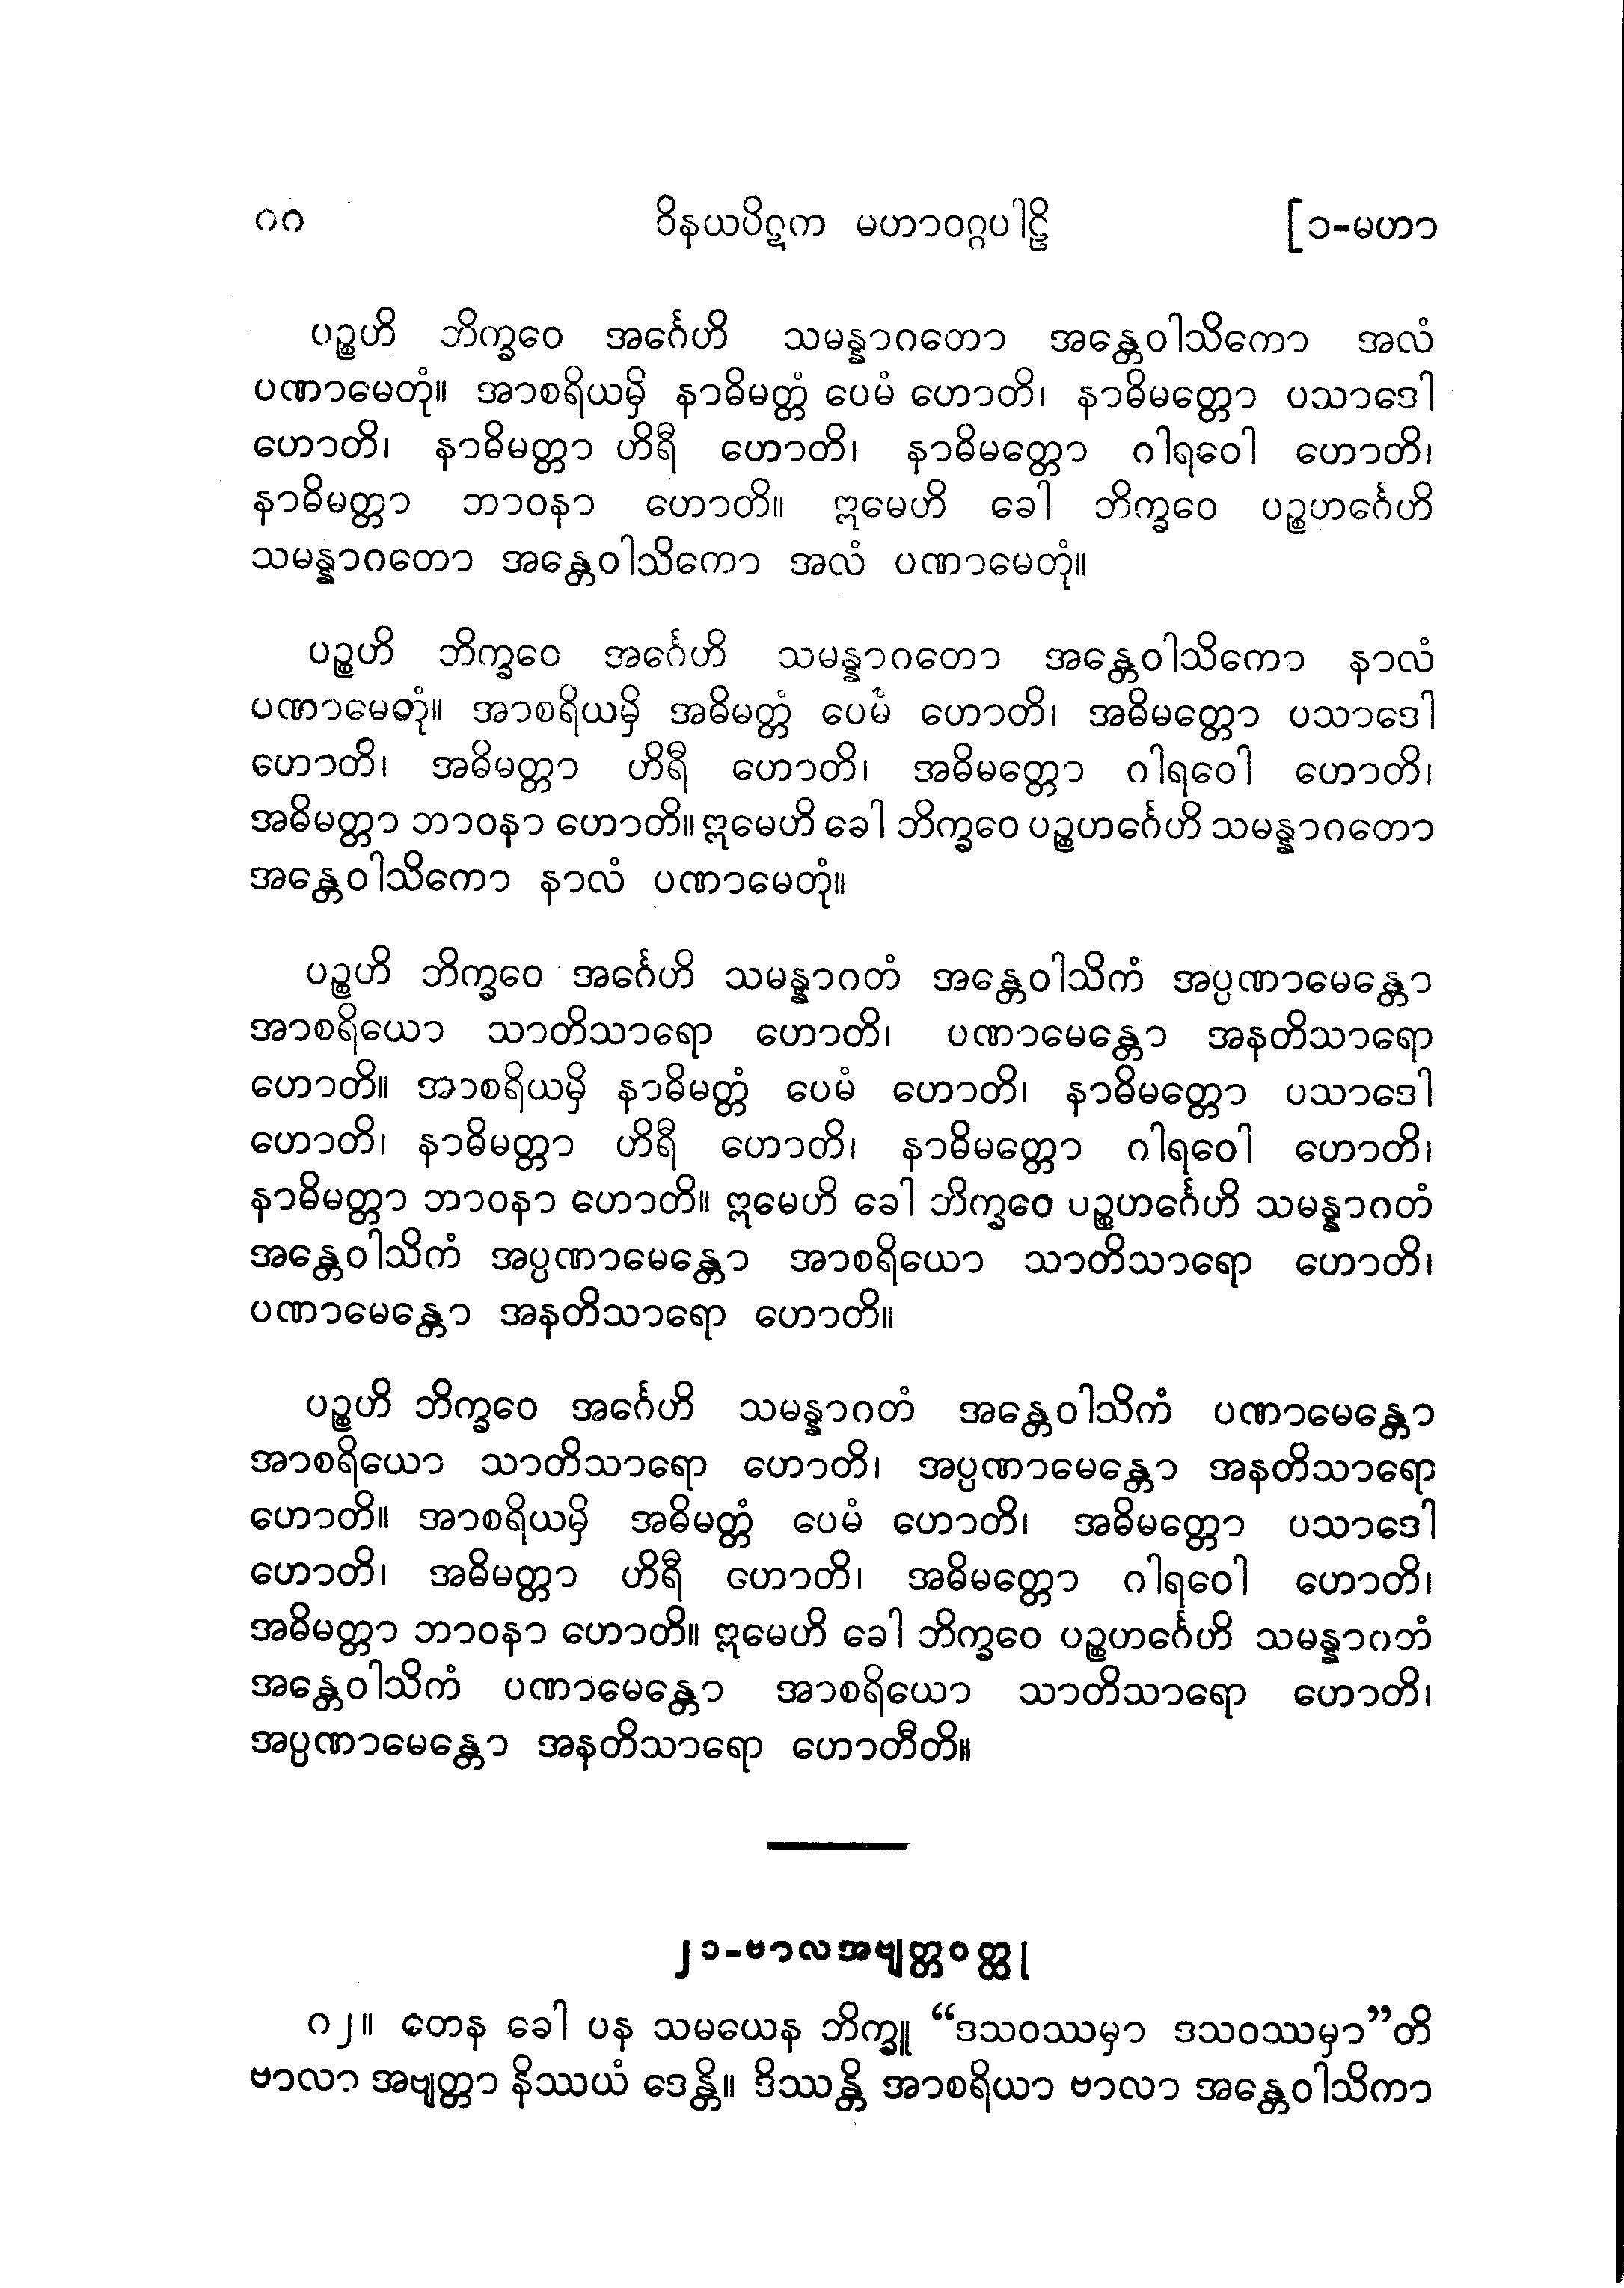 ၈၈ ဝိနယပိဋက မဟာဝဂ္ဂပါဠိ [၁-မဟာ
ပဉ္စဟိ ဘိက္ခဝေ အင်္ဂေဟိ သမန္နာဂတော အန္တေဝါသိကော အလံ
ပဏာမေတုံ။ အာစရိယမှိ နာဓိမတ္တံ ပေမံ ဟောတိ၊ နာဓိမတ္တော ပသာဒေါ
ဟောတိ၊ နာဓိမတ္တာ ဟိရီ ဟောတိ၊ နာဓိမတ္တော ဂါရဝေါ ဟောတိ၊
နာဓိမတ္တာ ဘာဝနာ ဟောတိ။ ဣမေဟိ ခေါ ဘိက္ခဝေ ပဉ္စဟင်္ဂေဟိ
သမန္နာဂတော အန္တေဝါသိကော အလံ ပဏာမေတုံ။
ပဉ္စဟိ ဘိက္ခဝေ အင်္ဂေဟိ သမန္နာဂတော အန္တေဝါသိကော နာလံ
ပဏာမေတုံ။ အာစရိယမှိ အဓိမတ္တံ ပေမံ ဟောတိ၊ အဓိမတ္တော ပသာဒေါ
ဟောတိ၊ အဓိမတ္တာ ဟိရီ ဟောတိ၊ အဓိမတ္တော ဂါရဝေါ ဟောတိ၊
အဓိမတ္တာ ဘာဝနာ ဟောတိ။ ဣမေဟိ ခေါ ဘိက္ခဝေ ပဉ္စဟင်္ဂေဟိ သမန္နာဂတော
အန္တေဝါသိကော နာလံ ပဏာမေတုံ။
ပဉ္စဟိ ဘိက္ခဝေ အင်္ဂေဟိ သမန္နာဂတံ အန္တေဝါသိကံ အပ္ပဏာမေန္တော
အာစရိယော သာတိသာရော ဟောတိ၊ ပဏာမေန္တော အနတိသာရော
ဟောတိ။ အာစရိယမှိ နာဓိမတ္တံ ပေမံ ဟောတိ၊ နာဓိမတ္တော ပသာဒေါ
ဟောတိ၊ နာဓိမတ္တာ ဟိရီ ဟောတိ၊ နာဓိမတ္တော ဂါရဝေါ ဟောတိ၊
နာဓိမတ္တာ ဘာဝနာ ဟောတိ။ ဣမေဟိ ခေါ ဘိက္ခဝေ ပဉ္စဟင်္ဂေဟိ သမန္နာဂတံ
အန္တေဝါသိကံ အပ္ပဏာမေန္တော အာစရိယော သာတိသာရော ဟောတိ၊
ပဏာမေန္တော အနတိသာရော ဟောတိ။
ပဉ္စဟိ ဘိက္ခဝေ အင်္ဂေဟိ သမန္နာဂတံ အန္တေဝါသိကံ ပဏာမေန္တော
အာစရိယော သာတိသာရော ဟောတိ၊ အပ္ပဏာမေန္တော အနတိသာရော
ဟောတိ။ အာစရိယမှိ အဓိမတ္တံ ပေမံ ဟောတိ၊ အဓိမတ္တော ပသာဒေါ
ဟောတိ၊ အဓိမတ္တာ ဟိရီ ဟောတိ၊ အဓိမတ္တော ဂါရဝေါ ဟောတိ၊
အဓိမတ္တာ ဘာဝနာ ဟောတိ။ ဣမေဟိ ခေါ ဘိက္ခဝေ ပဉ္စဟင်္ဂေဟိ သမန္နာဂတံ
အန္တေဝါသိကံ ပဏာမေန္တော အာစရိယော သာတိသာရော ဟောတိ၊
အပ္ပဏာမေန္တော အနတိသာရော ဟောတီတိ။
၂၁-ဗာလအဗျတ္တဝတ္ထု
၈၂။ တေန ခေါ ပန သမယေန ဘိက္ခူ “ဒသဝဿမှာ ဒသဝဿမှာ”တိ
ဗာလာ အဗျတ္တာ နိဿယံ ဒေန္တိ။ ဒိဿန္တိ အာစရိယာ ဗာလာ အန္တေဝါသိကာ